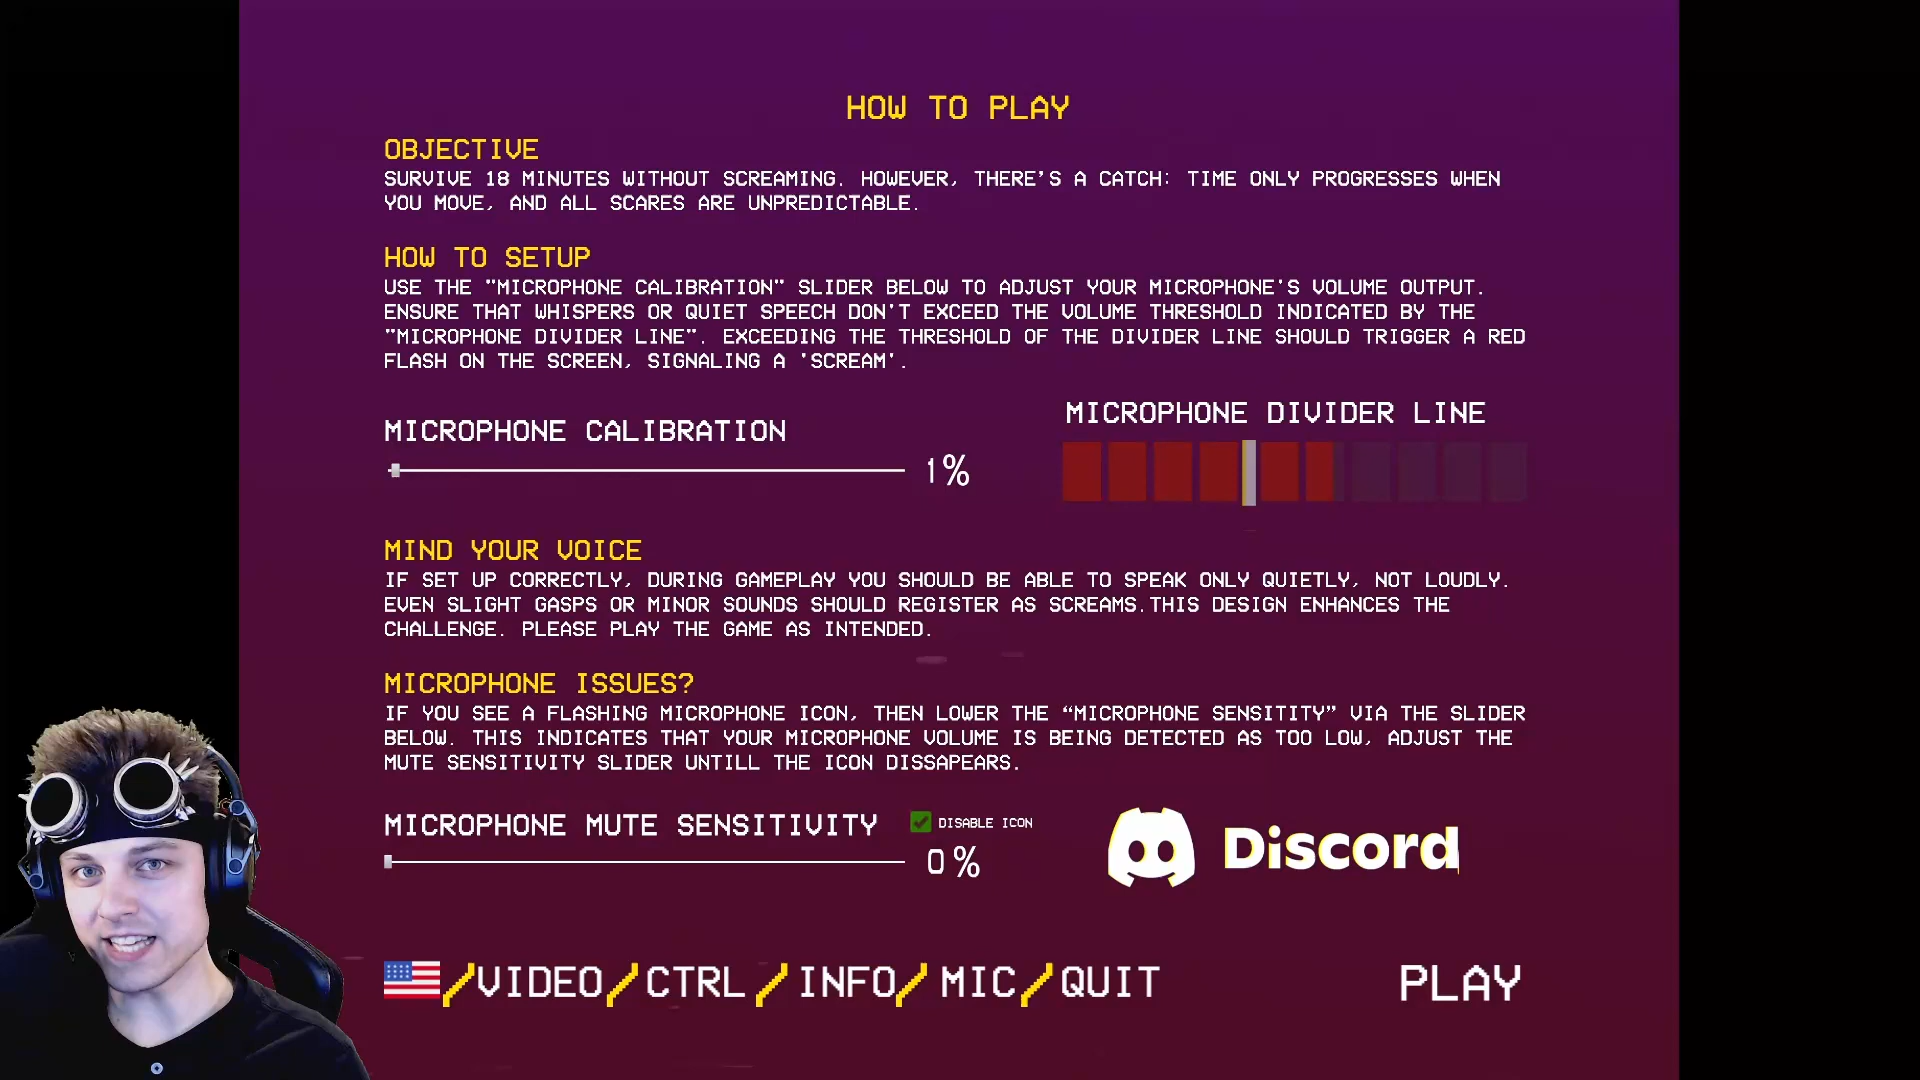 HOW TO PLAY
OBJECTIVE
SURVIVE 18 MINUTES WITHOUT SCREAMING. HOWEVER, THERE'S A CATCH: TIME ONLY PROGRESSES WHEN
YOU MOVE, AND ALL SCARES ARE UNPREDICTABLE.
HOW TO SETUP
USE THE "MICROPHONE CALIBRATION" SLIDER BELOW TO ADJUST YOUR MICROPHONE'S VOLUME OUTPUT.
ENSURE THAT WHISPERS OR QUIET SPEECH DON'T EXCEED THE VOLUME THRESHOLD INDICATED BY THE
"MICROPHONE DIVIDER LINE". EXCEEDING THE THRESHOLD OF THE DIVIDER LINE SHOULD TRIGGER A RED
FLASH ON THE SCREEN, SIGNALING A 'SCREAM'.
MICROPHONE CALIBRATION
1%
MICROPHONE DIVIDER LINE
MIND YOUR VOICE
IF SET UP CORRECTLY, DURING GAMEPLAY YOU SHOULD BE ABLE TO SPEAK ONLY QUIETLY, NOT LOUDLY.
EVEN SLIGHT GASPS OR MINOR SOUNDS SHOULD REGISTER AS SCREAMS.THIS DESIGN ENHANCES THE
CHALLENGE. PLEASE PLAY THE GAME AS INTENDED.
MICROPHONE ISSUES?
IF YOU SEE A FLASHING MICROPHONE ICON, THEN LOWER THE “MICROPHONE SENSITITY” VIA THE SLIDER
BELOW. THIS INDICATES THAT YOUR MICROPHONE VOLUME IS BEING DETECTED AS TOO LOW, ADJUST THE
MUTE SENSITIVITY SLIDER UNTILL THE ICON DISSAPEARS.
MICROPHONE MUTE SENSITIVITY
DISABLE ICON
0%
Discord
/VIDEO/CTRL/INFO/MIC/QUIT
PLAY